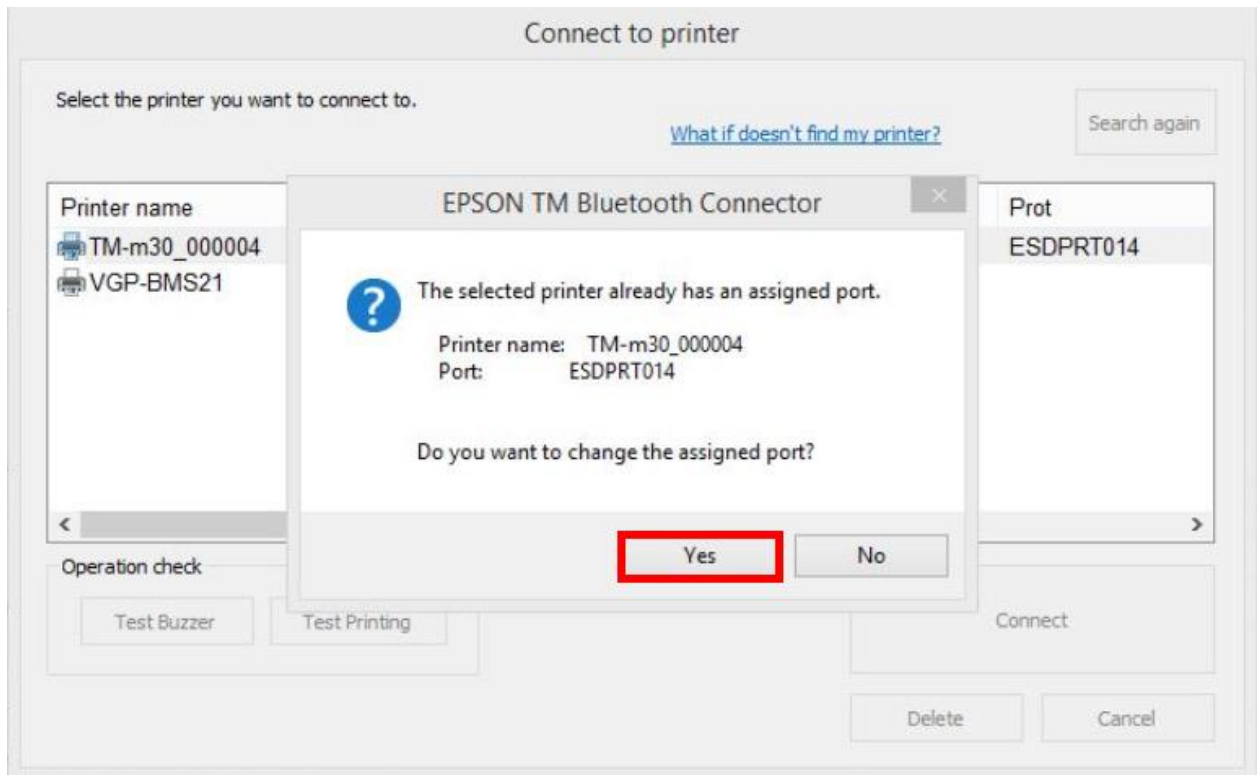 Connect to printer
Select the printer you want to connect to.
What if doesn't find my printer?
Search again
Printer name
Prot
TM-m30_000004
ESDPRT014
VGP-BMS21
EPSON TM Bluetooth Connector
The selected printer already has an assigned port.
Printer name: TM-m30_000004
Port: ESDPRT014
Do you want to change the assigned port?
Yes
No
Operation check
Test Buzzer
Test Printing
Connect
Delete
Cancel